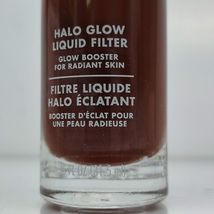 HALO GLOW
LIQUID FILTER
GLOW BOOSTER
FOR RADIANT SKIN
FILTRE LIQUIDE
HALO ÉCLATANT
BOOSTER D'ÉCLAT POUR
UNE PEAU RADIEUSE